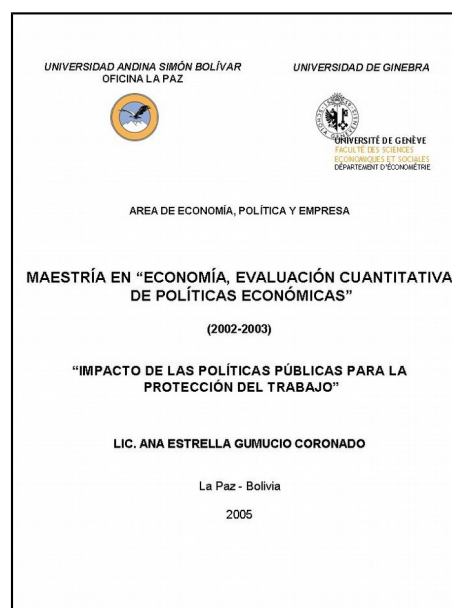 UNIVERSIDAD ANDINA SIMÓN BOLÍVAR
OFICINA LA PAZ
UNIVERSIDAD DE GINEBRA
UNIVERSITÉ DE GENÈVE
FACULTÉ DES SCIENCES
ECONOMIQUES ET SOCIALES
DÉPARTEMENT D'ÉCONOMÉTRIE
AREA DE ECONOMÍA, POLÍTICA Y EMPRESA
MAESTRÍA EN “ECONOMÍA, EVALUACIÓN CUANTITATIVA
DE POLÍTICAS ECONÓMICAS”
(2002-2003)
“IMPACTO DE LAS POLÍTICAS PÚBLICAS PARA LA
PROTECCIÓN DEL TRABAJO”
LIC. ANA ESTRELLA GUMUCIO CORONADO
La Paz - Bolivia
2005